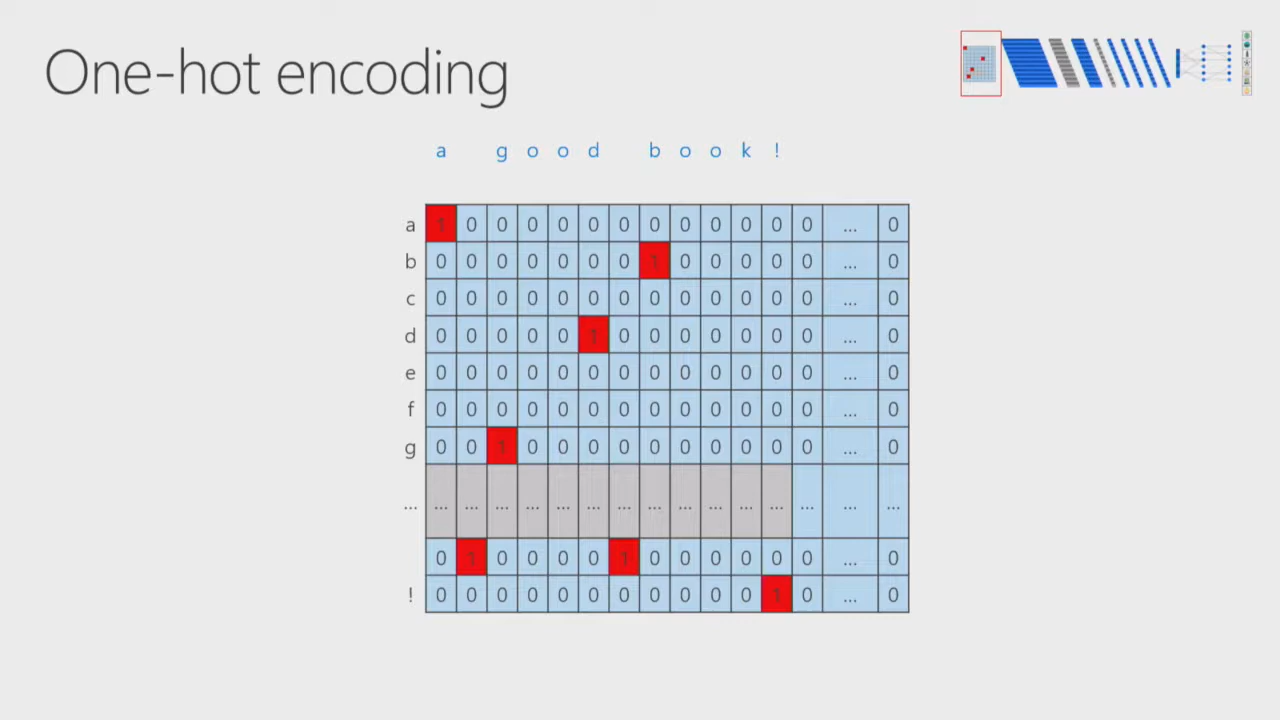 One-hot encoding
a g o o d b o o k !
a 1 0 0 0 0 0 0 0 0 0 0 0 0 ... 0
b 0 0 0 0 0 0 0 1 0 0 0 0 0 ... 0
c 0 0 0 0 0 0 0 0 0 0 0 0 0 ... 0
d 0 0 0 0 0 1 0 0 0 0 0 0 0 ... 0
e 0 0 0 0 0 0 0 0 0 0 0 0 0 ... 0
f 0 0 0 0 0 0 0 0 0 0 0 0 0 ... 0
g 0 0 1 0 0 0 0 0 0 0 0 0 0 ... 0
... ... ... ... ... ... ... ... ... ... ... ... ... ... ... ...
0 1 0 0 0 0 1 0 0 0 0 0 0 ... 0
! 0 0 0 0 0 0 0 0 0 0 0 1 0 ... 0